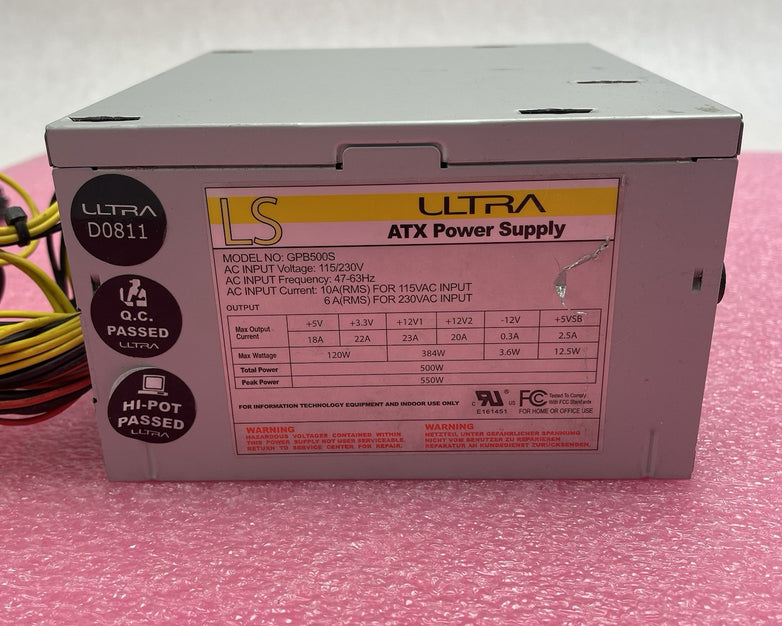 ULTRA
D0811
Q.C.
PASSED
ULTRA
HI-POT
PASSED
ULTRA
LS
ULTRA
ATX Power Supply
MODEL NO: GPB500S
AC INPUT Voltage: 115/230V
AC INPUT Frequency: 47-63Hz
AC INPUT Current: 10A(RMS) FOR 115VAC INPUT
6 A(RMS) FOR 230VAC INPUT
OUTPUT
Max Output Current +5V +3.3V +12V1 +12V2 -12V +5VSB
18A 22A 23A 20A 0.3A 2.5A
Max Wattage 120W 384W 3.6W 12.5W
Total Power 500W
Peak Power 550W
FOR INFORMATION TECHNOLOGY EQUIPMENT AND INDOOR USE ONLY
c RU US
E161451
FC Tested To Comply
With FCC Standards
FOR HOME OR OFFICE USE
WARNING
HAZARDOUS VOLTAGES CONTAINED WITHIN
THIS POWER SUPPLY NOT USER SERVICEABLE.
RETURN TO SERVICE CENTER FOR REPAIR.
WARNING
NETZTEIL UNTER GEFÄHRLICHER SPANNUNG
NICHT VOM BENUTZER ZU REPARIEREN
REPARATUR AM KUNDEDIENST ZURUCKSENDEN.